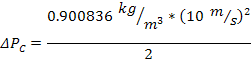 ΔP_C = (0.900836 kg/m³ * (10 m/s)²) / 2